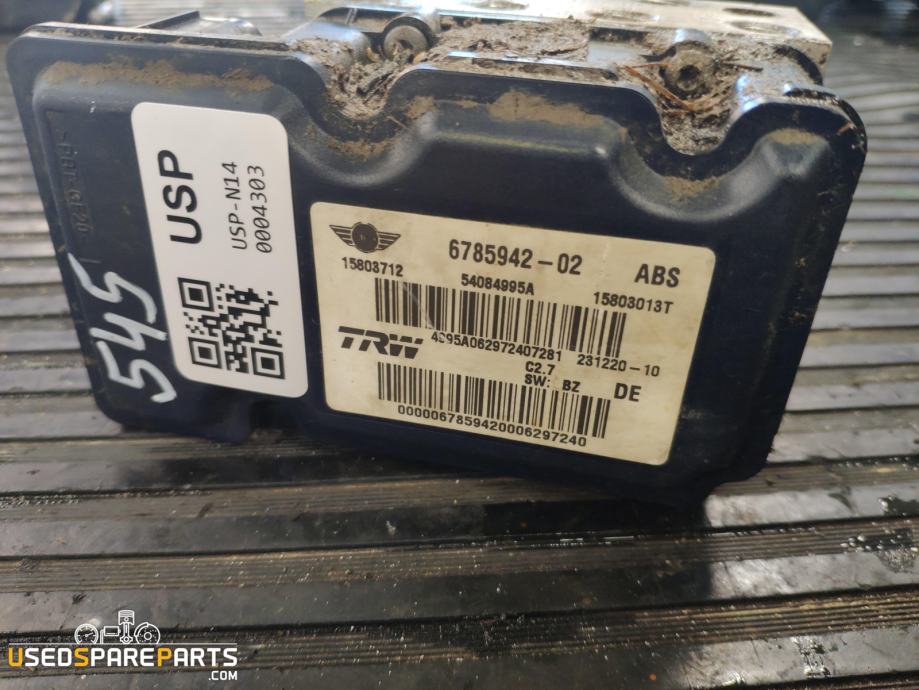 545
USP
USP-N14
0004303
6785942-02 ABS
15803712 54084995A 15803013T
TRW
4995A062972407281 231220-10
C2.7
SW: BZ DE
0000067859420006297240
USEDSPAREPARTS
.COM